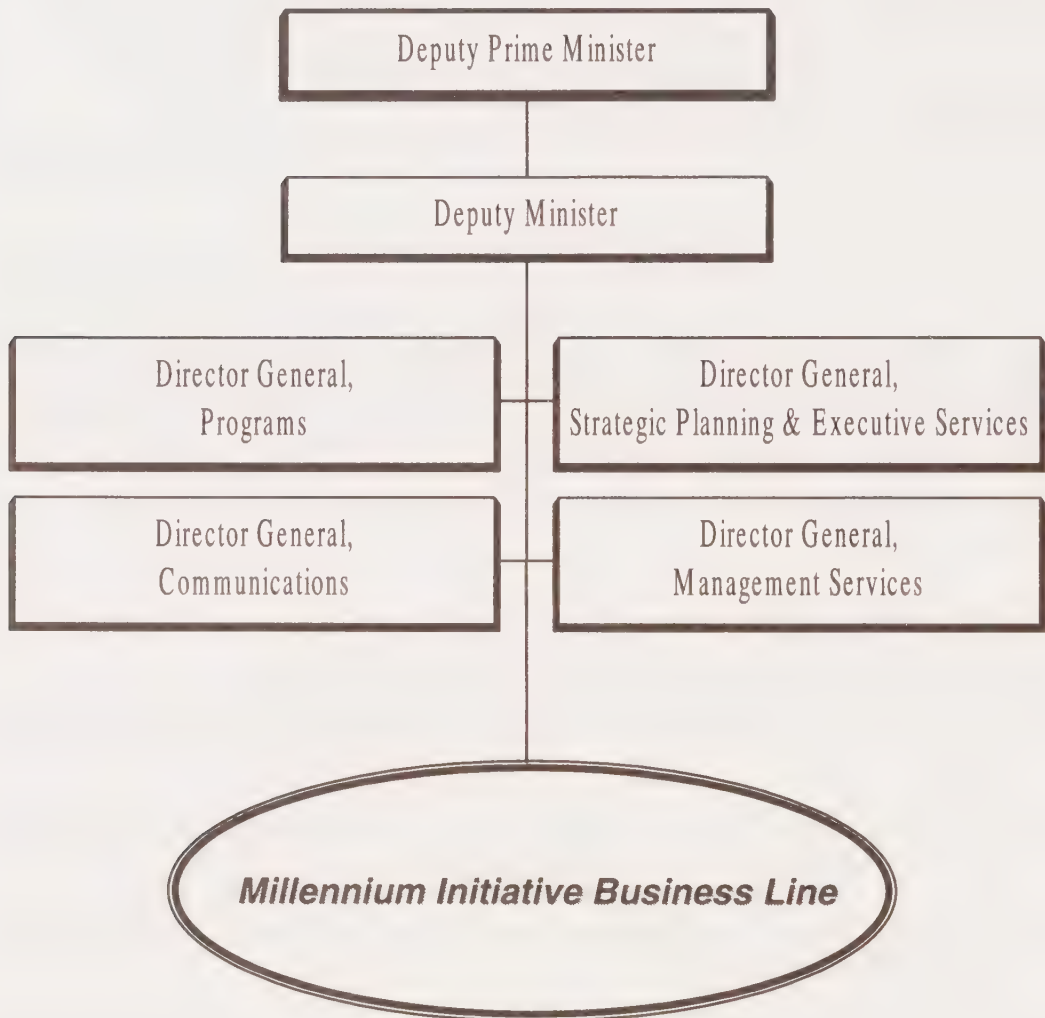 Deputy Prime Minister
Deputy Minister
Director General,
Programs
Director General,
Strategic Planning & Executive Services
Director General,
Communications
Director General,
Management Services
Millennium Initiative Business Line